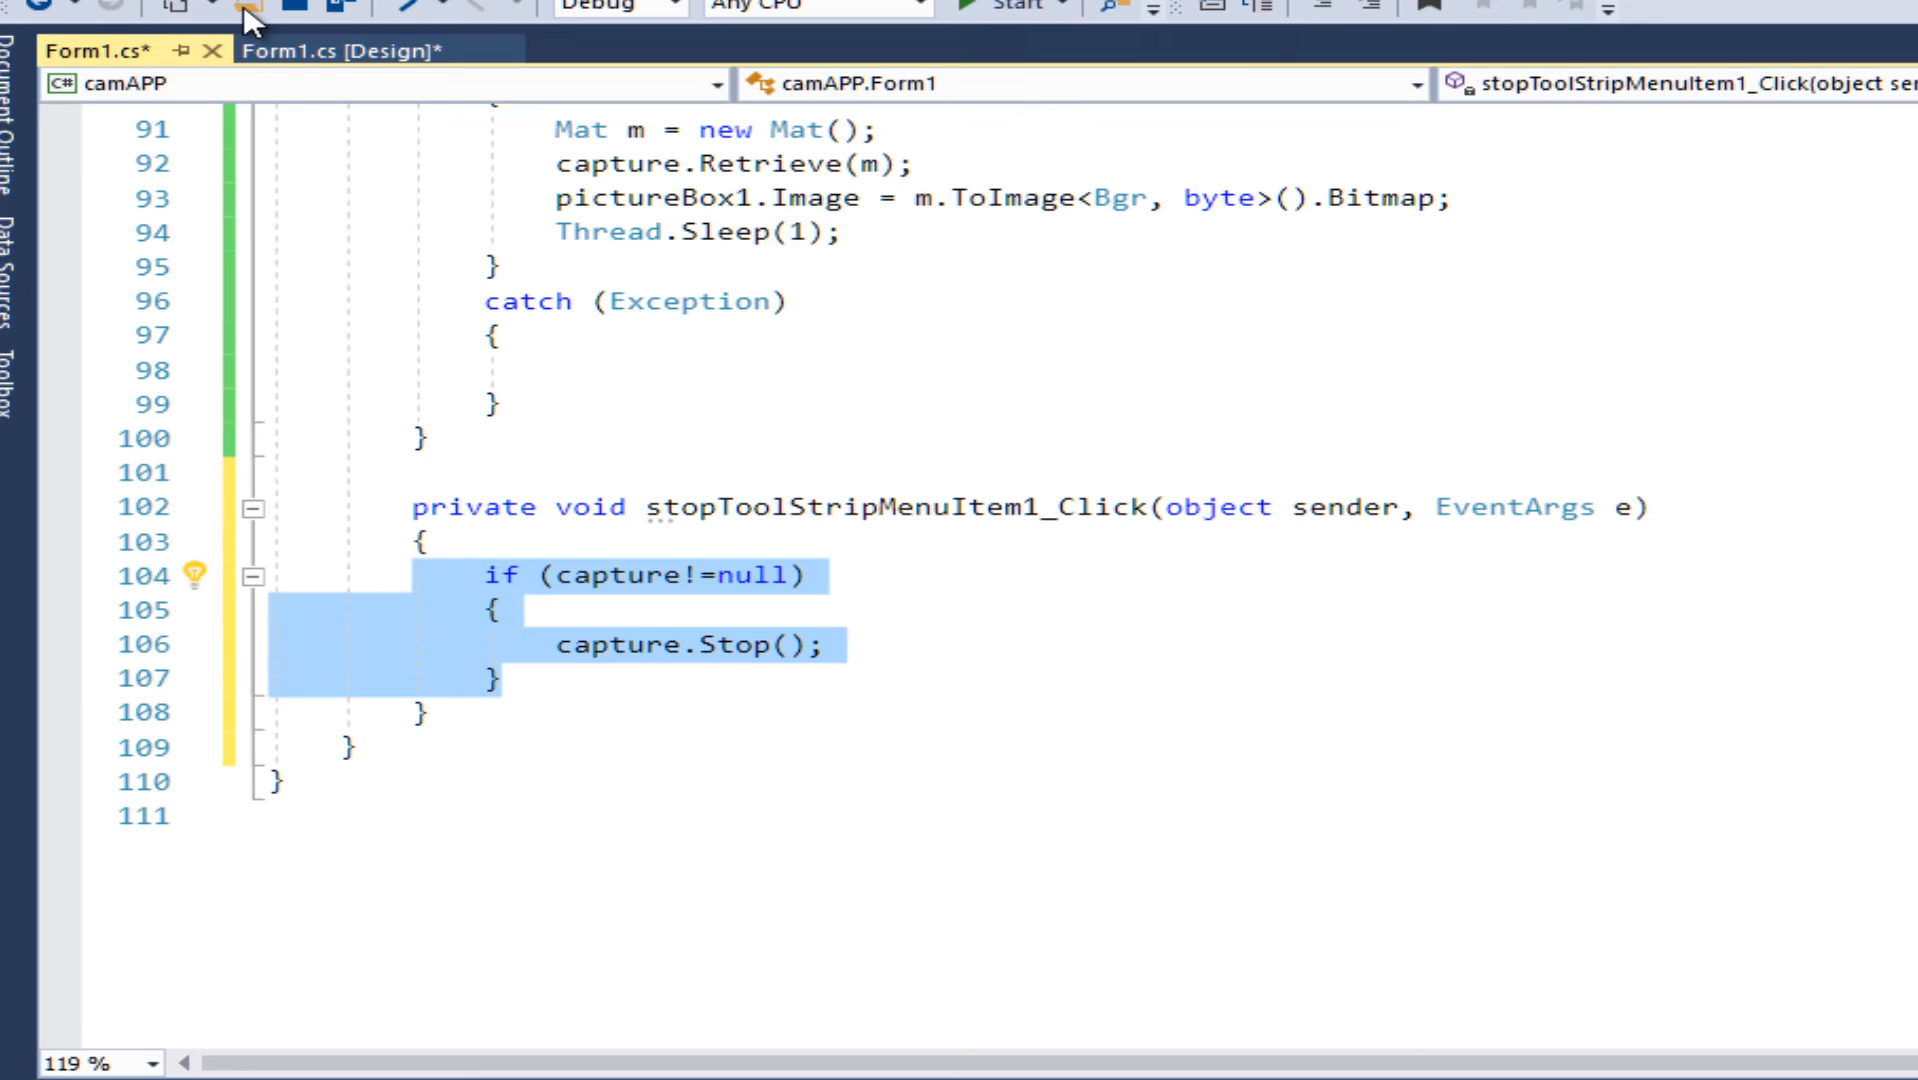 Debug Any CPU Start
Form1.cs* Form1.cs [Design]*
C# camAPP camAPP.Form1 stopToolStripMenuItem1_Click(object sen
Document Outline
Data Sources
Toolbox
91 Mat m = new Mat();
92 capture.Retrieve(m);
93 pictureBox1.Image = m.ToImage<Bgr, byte>().Bitmap;
94 Thread.Sleep(1);
95 }
96 catch (Exception)
97 {
98
99 }
100 }
101
102 private void stopToolStripMenuItem1_Click(object sender, EventArgs e)
103 {
104 if (capture!=null)
105 {
106 capture.Stop();
107 }
108 }
109 }
110 }
111
119 %